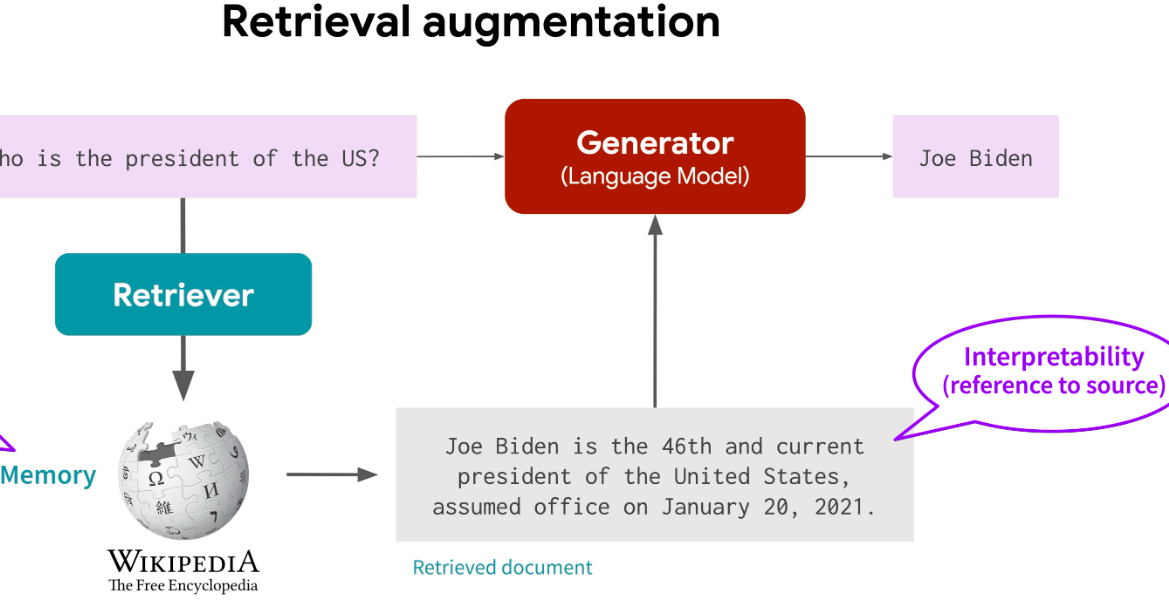 Retrieval augmentation
ho is the president of the US?
Generator
(Language Model)
Joe Biden
Retriever
Interpretability
(reference to source)
Memory
Ω
W
И
維
7
Joe Biden is the 46th and current
president of the United States,
assumed office on January 20, 2021.
WIKIPEDIA
The Free Encyclopedia
Retrieved document